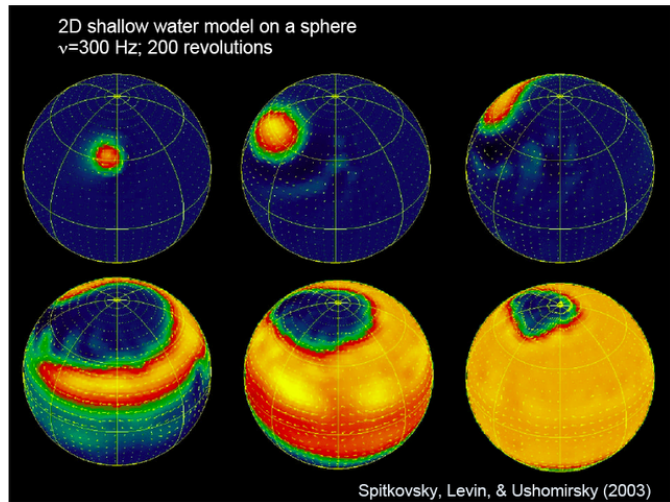 2D shallow water model on a sphere
ν=300 Hz; 200 revolutions
Spitkovsky, Levin, & Ushomirsky (2003)